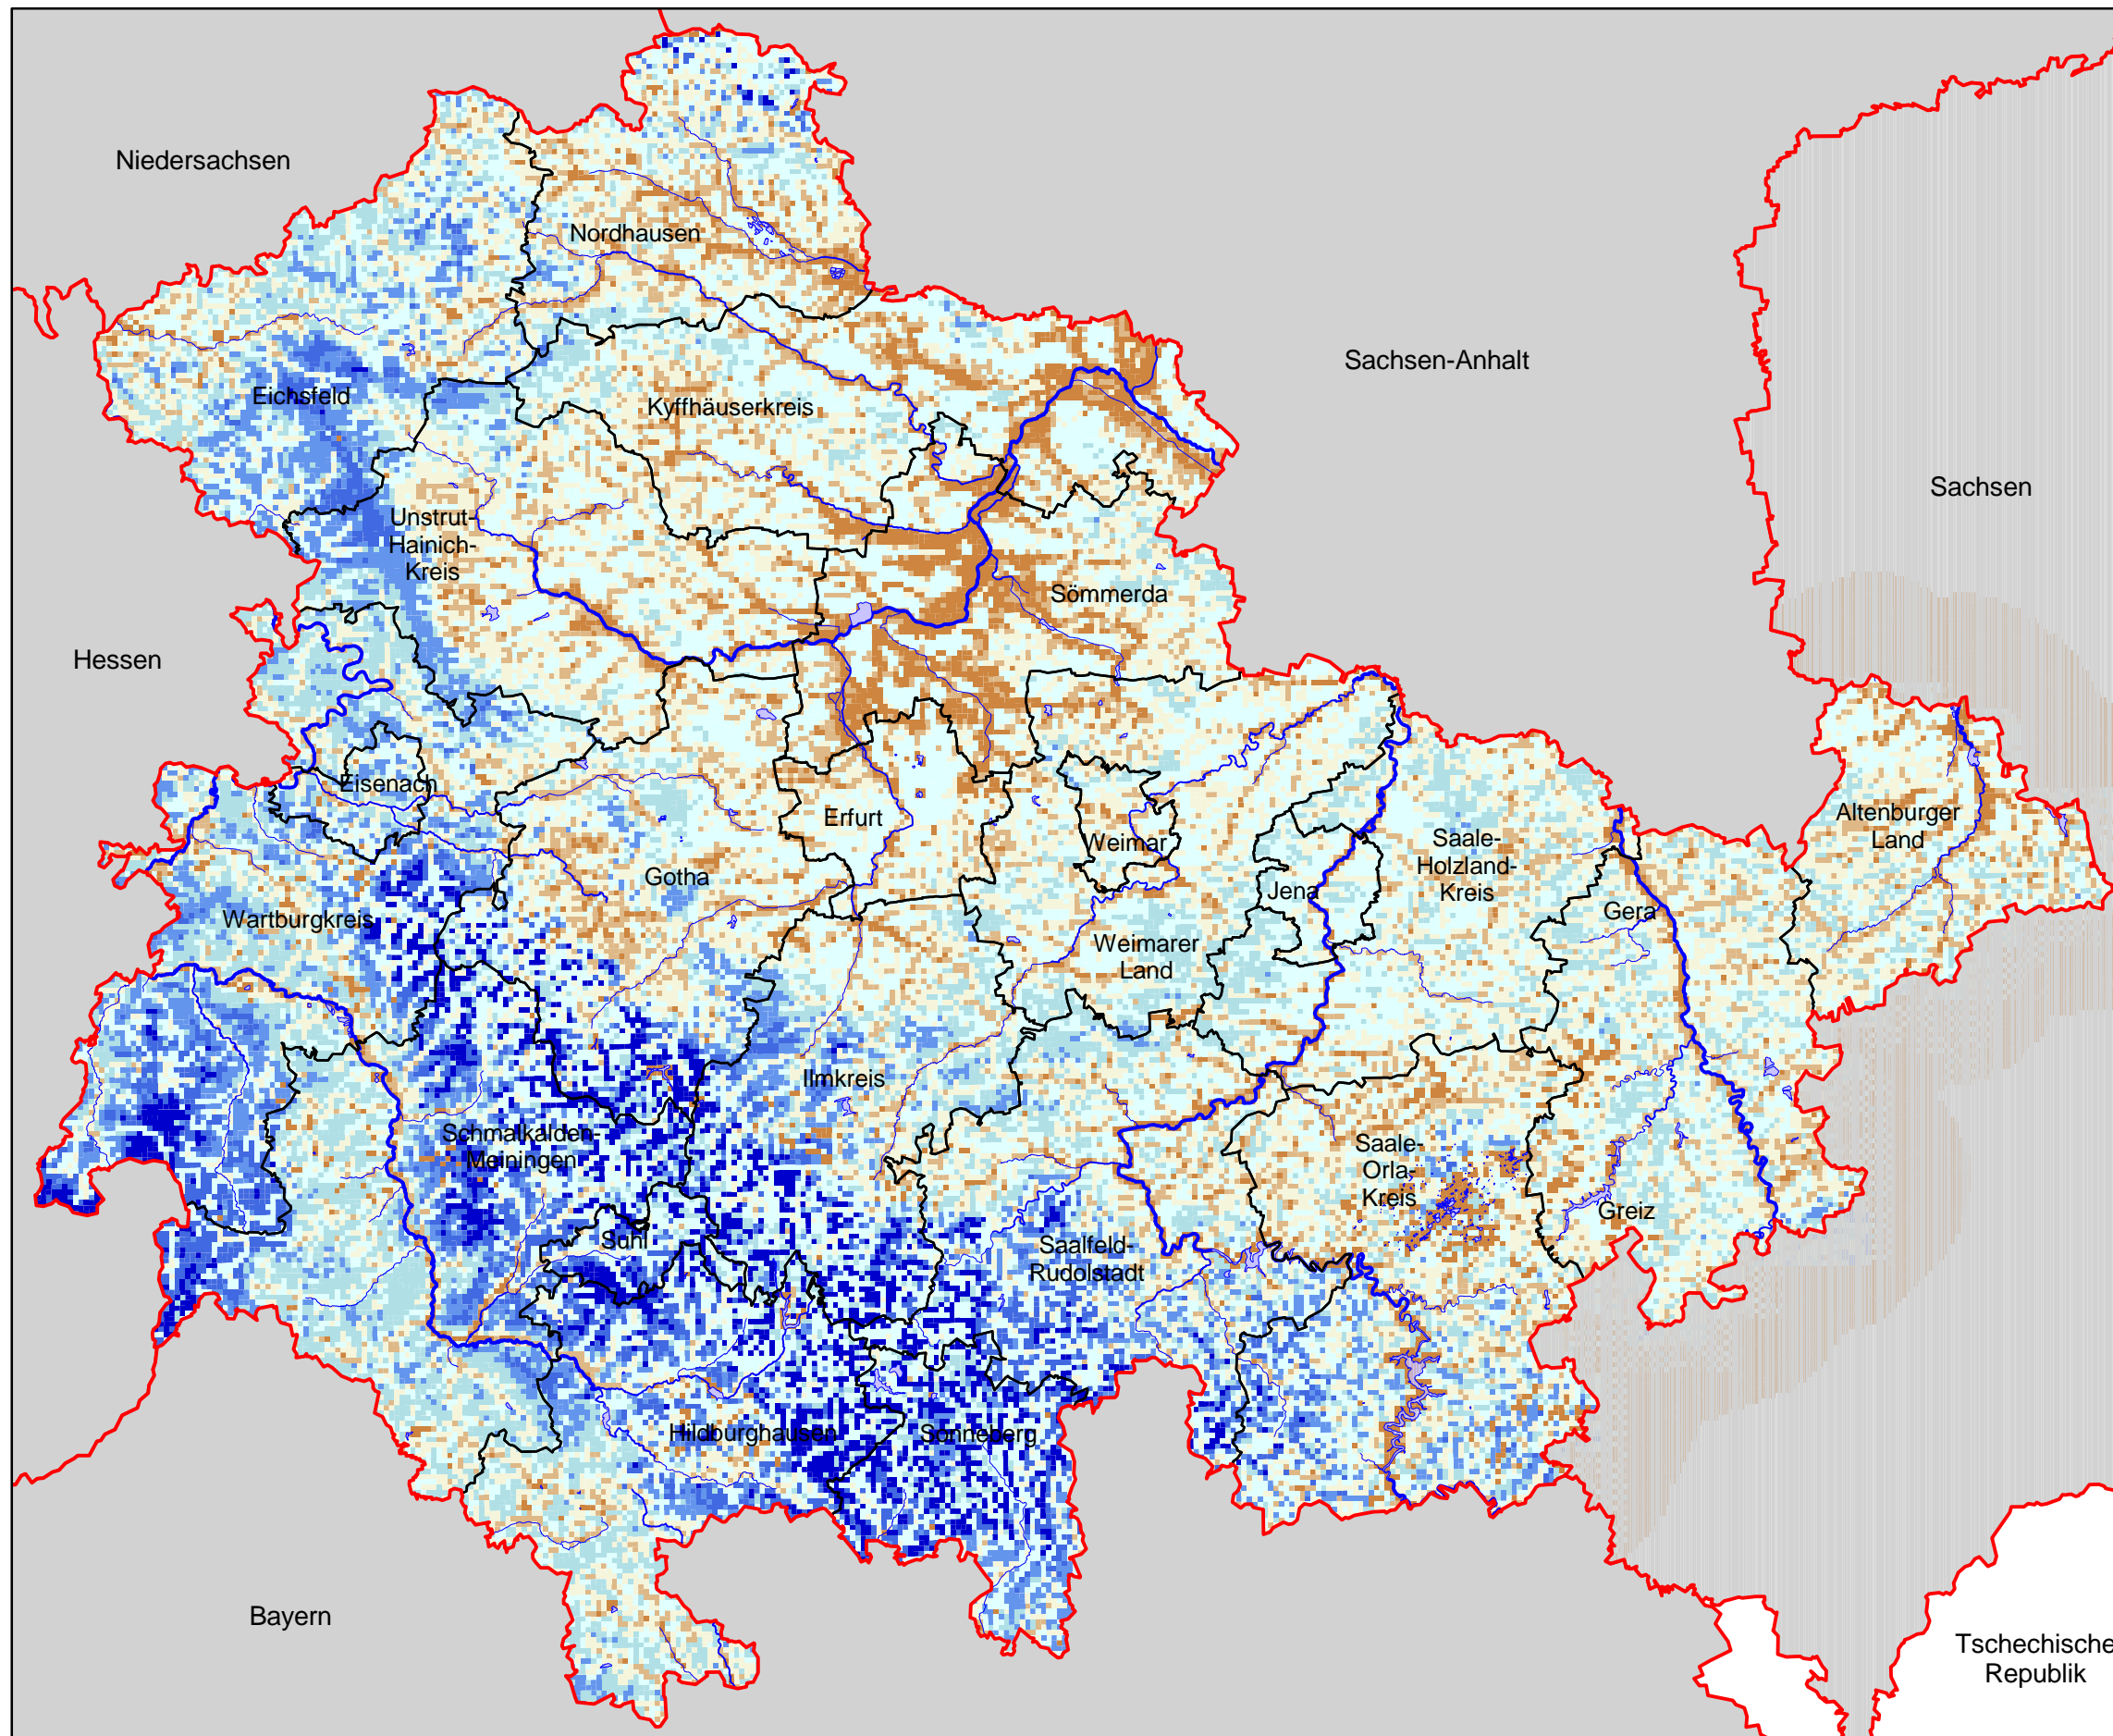 Niedersachsen
Nordhausen
Sachsen-Anhalt
Eichsfeld
Kyffhäuserkreis
Sachsen
Unstrut-
Hainich-
Kreis
Sömmerda
Hessen
Eisenach
Erfurt
Weimar
Saale-
Holzland-
Kreis
Altenburger
Land
Gotha
Jena
Wartburgkreis
Gera
Weimarer
Land
Ilmkreis
Schmalkalden-
Meiningen
Saale-
Orla-
Kreis
Greiz
Suhl
Saalfeld-
Rudolstadt
Hildburghausen
Sonneberg
Bayern
Tschechische
Republik